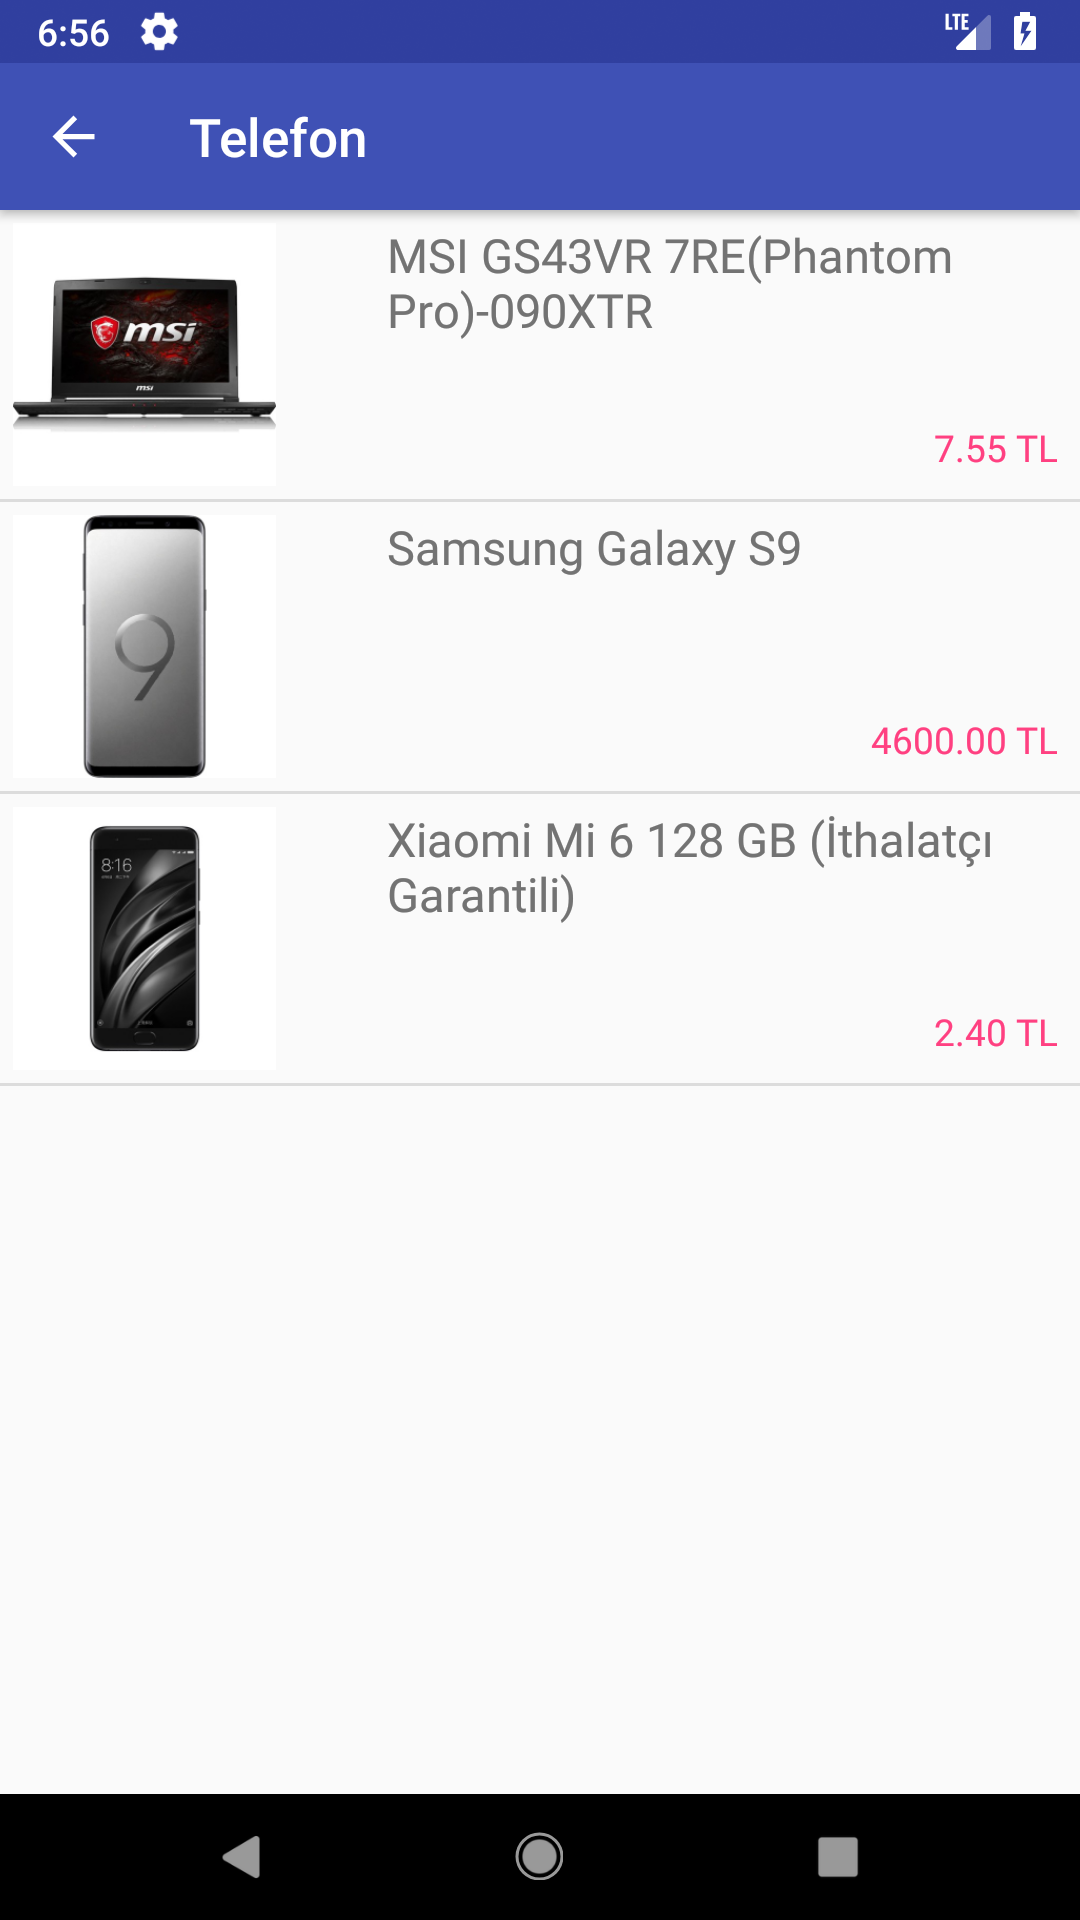 6:56
LTE
Telefon
MSI GS43VR 7RE(Phantom
Pro)-090XTR
msi
msi
7.55 TL
Samsung Galaxy S9
9
4600.00 TL
Xiaomi Mi 6 128 GB (İthalatçı
Garantili)
8:16
2.40 TL